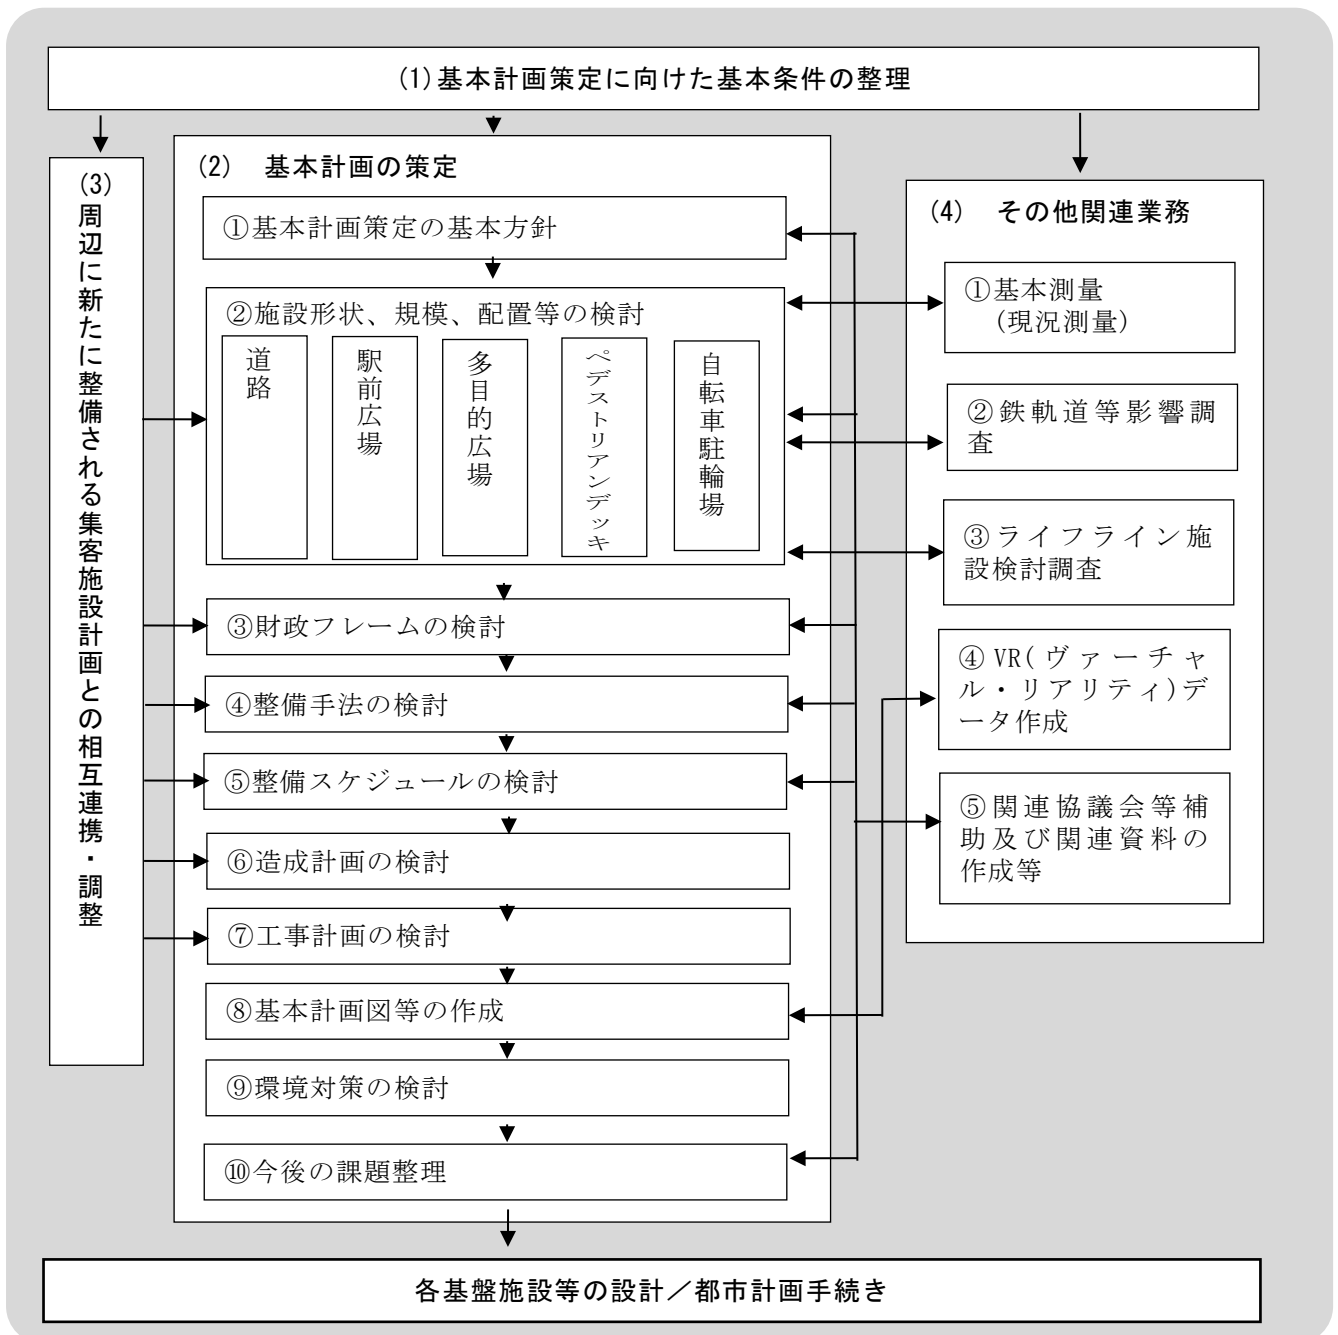 (1)基本計画策定に向けた基本条件の整理
(3)
周辺に新たに整備される集客施設計画との相互連携・調整
(2)　基本計画の策定
①基本計画策定の基本方針
②施設形状、規模、配置等の検討
道路
駅前広場
多目的広場
ペデストリアンデッキ
自転車駐輪場
③財政フレームの検討
④整備手法の検討
⑤整備スケジュールの検討
⑥造成計画の検討
⑦工事計画の検討
⑧基本計画図等の作成
⑨環境対策の検討
⑩今後の課題整理
(4)　その他関連業務
①基本測量
(現況測量)
②鉄軌道等影響調
査
③ライフライン施
設検討調査
④VR(ヴァーチャ
ル・リアリティ)デ
ータ作成
⑤関連協議会等補
助及び関連資料の
作成等
各基盤施設等の設計／都市計画手続き